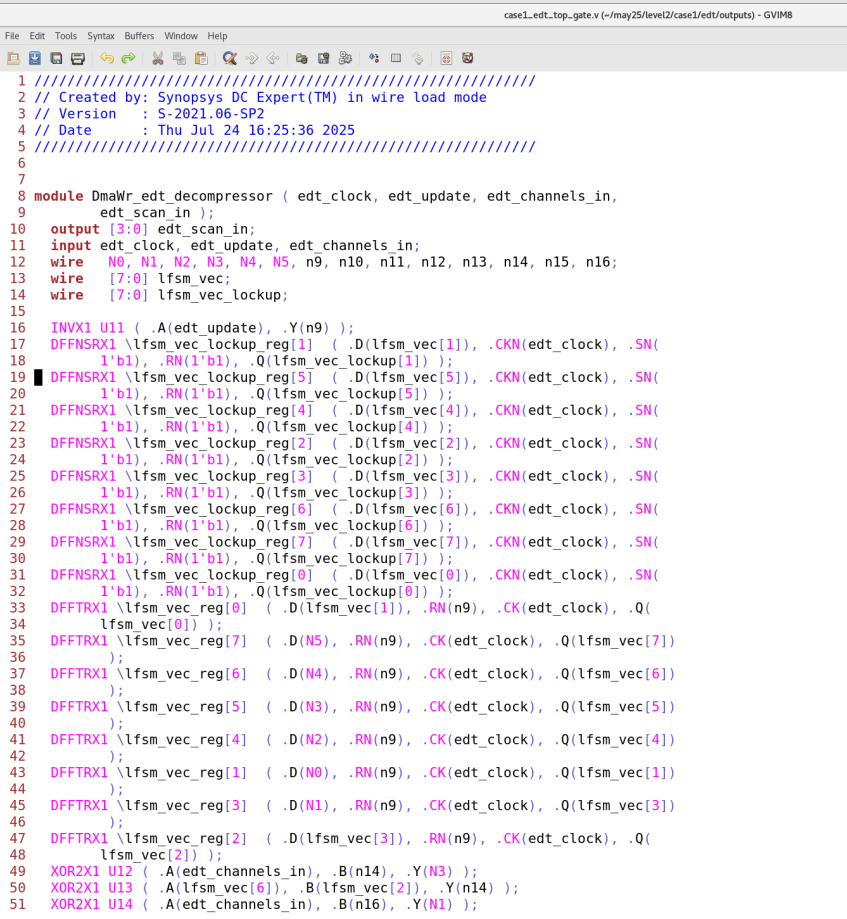 case1_edt_top_gate.v (~/may25/level2/case1/edt/outputs) - GVIM8
File Edit Tools Syntax Buffers Window Help
1 /////////////////////////////////////////////////////////////
2 // Created by: Synopsys DC Expert(TM) in wire load mode
3 // Version   : S-2021.06-SP2
4 // Date      : Thu Jul 24 16:25:36 2025
5 /////////////////////////////////////////////////////////////
6
7
8 module DmaWr_edt_decompressor ( edt_clock, edt_update, edt_channels_in,
9         edt_scan_in );
10   output [3:0] edt_scan_in;
11   input edt_clock, edt_update, edt_channels_in;
12   wire   N0, N1, N2, N3, N4, N5, n9, n10, n11, n12, n13, n14, n15, n16;
13   wire   [7:0] lfsm_vec;
14   wire   [7:0] lfsm_vec_lockup;
15
16   INVX1 U11 ( .A(edt_update), .Y(n9) );
17   DFFNSRX1 \lfsm_vec_lockup_reg[1]  ( .D(lfsm_vec[1]), .CKN(edt_clock), .SN(
18         1'b1), .RN(1'b1), .Q(lfsm_vec_lockup[1]) );
19   DFFNSRX1 \lfsm_vec_lockup_reg[5]  ( .D(lfsm_vec[5]), .CKN(edt_clock), .SN(
20         1'b1), .RN(1'b1), .Q(lfsm_vec_lockup[5]) );
21   DFFNSRX1 \lfsm_vec_lockup_reg[4]  ( .D(lfsm_vec[4]), .CKN(edt_clock), .SN(
22         1'b1), .RN(1'b1), .Q(lfsm_vec_lockup[4]) );
23   DFFNSRX1 \lfsm_vec_lockup_reg[2]  ( .D(lfsm_vec[2]), .CKN(edt_clock), .SN(
24         1'b1), .RN(1'b1), .Q(lfsm_vec_lockup[2]) );
25   DFFNSRX1 \lfsm_vec_lockup_reg[3]  ( .D(lfsm_vec[3]), .CKN(edt_clock), .SN(
26         1'b1), .RN(1'b1), .Q(lfsm_vec_lockup[3]) );
27   DFFNSRX1 \lfsm_vec_lockup_reg[6]  ( .D(lfsm_vec[6]), .CKN(edt_clock), .SN(
28         1'b1), .RN(1'b1), .Q(lfsm_vec_lockup[6]) );
29   DFFNSRX1 \lfsm_vec_lockup_reg[7]  ( .D(lfsm_vec[7]), .CKN(edt_clock), .SN(
30         1'b1), .RN(1'b1), .Q(lfsm_vec_lockup[7]) );
31   DFFNSRX1 \lfsm_vec_lockup_reg[0]  ( .D(lfsm_vec[0]), .CKN(edt_clock), .SN(
32         1'b1), .RN(1'b1), .Q(lfsm_vec_lockup[0]) );
33   DFFTRX1 \lfsm_vec_reg[0]  ( .D(lfsm_vec[1]), .RN(n9), .CK(edt_clock), .Q(
34         lfsm_vec[0]) );
35   DFFTRX1 \lfsm_vec_reg[7]  ( .D(N5), .RN(n9), .CK(edt_clock), .Q(lfsm_vec[7])
36          );
37   DFFTRX1 \lfsm_vec_reg[6]  ( .D(N4), .RN(n9), .CK(edt_clock), .Q(lfsm_vec[6])
38          );
39   DFFTRX1 \lfsm_vec_reg[5]  ( .D(N3), .RN(n9), .CK(edt_clock), .Q(lfsm_vec[5])
40          );
41   DFFTRX1 \lfsm_vec_reg[4]  ( .D(N2), .RN(n9), .CK(edt_clock), .Q(lfsm_vec[4])
42          );
43   DFFTRX1 \lfsm_vec_reg[1]  ( .D(N0), .RN(n9), .CK(edt_clock), .Q(lfsm_vec[1])
44          );
45   DFFTRX1 \lfsm_vec_reg[3]  ( .D(N1), .RN(n9), .CK(edt_clock), .Q(lfsm_vec[3])
46          );
47   DFFTRX1 \lfsm_vec_reg[2]  ( .D(lfsm_vec[3]), .RN(n9), .CK(edt_clock), .Q(
48         lfsm_vec[2]) );
49   XOR2X1 U12 ( .A(edt_channels_in), .B(n14), .Y(N3) );
50   XOR2X1 U13 ( .A(lfsm_vec[6]), .B(lfsm_vec[2]), .Y(n14) );
51   XOR2X1 U14 ( .A(edt_channels_in), .B(n16), .Y(N1) );